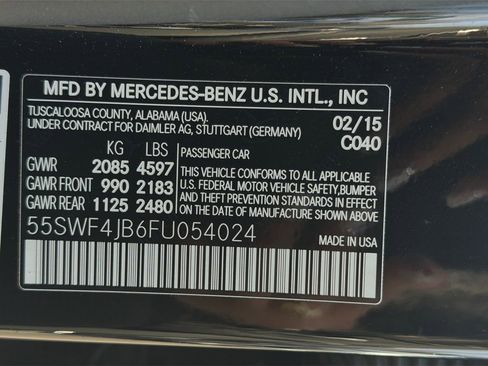 MFD BY MERCEDES-BENZ U.S. INTL., INC
TUSCALOOSA COUNTY, ALABAMA (USA).
UNDER CONTRACT FOR DAIMLER AG, STUTTGART (GERMANY)
02/15
C040
KG LBS
GVWR 2085 4597
GAWR FRONT 990 2183
GAWR REAR 1125 2480
PASSENGER CAR
THIS VEHICLE CONFORMS TO ALL APPLICABLE
U.S. FEDERAL MOTOR VEHICLE SAFETY, BUMPER,
AND THEFT PREVENTION STANDARDS IN EFFECT
ON THE DATE OF MANUFACTURE SHOWN ABOVE.
55SWF4JB6FU054024
MADE IN USA